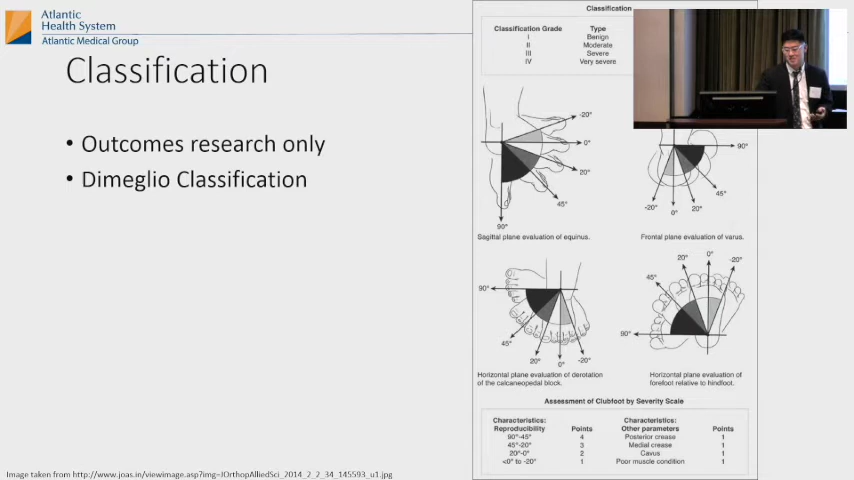 Atlantic
Health System
Atlantic Medical Group
Classification
• Outcomes research only
• Dimeglio Classification
Classification
Classification Grade Type
I Benign
II Moderate
III Severe
IV Very severe
-20°
0°
20°
45°
90°
Sagittal plane evaluation of equinus.
90°
45°
20°
0°
-20°
Frontal plane evaluation of varus.
90°
45°
20°
0°
-20°
Horizontal plane evaluation of derotation
of the calcaneopedal block.
-20°
0°
20°
45°
90°
Horizontal plane evaluation of
forefoot relative to hindfoot.
Assessment of Clubfoot by Severity Scale
Characteristics: Characteristics:
Reproducibility Points Other parameters Points
90°-45° 4 Posterior crease 1
45°-20° 3 Medial crease 1
20°-0° 2 Cavus 1
<0° to -20° 1 Poor muscle condition 1
Image taken from http://www.joas.in/viewimage.asp?img=JOrthopAlliedSci_2014_2_2_34_145593_u1.jpg